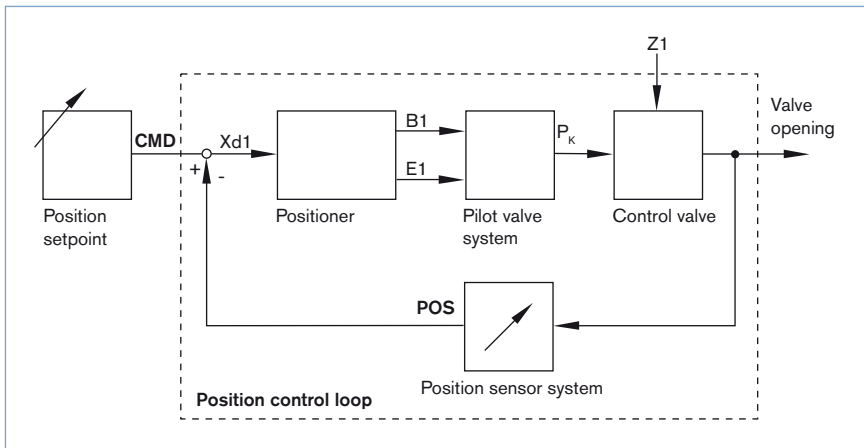 Z1
Valve
opening
CMD
Xd1
B1
E1
PK
+
-
Position
setpoint
Positioner
Pilot valve
system
Control valve
POS
Position sensor system
Position control loop